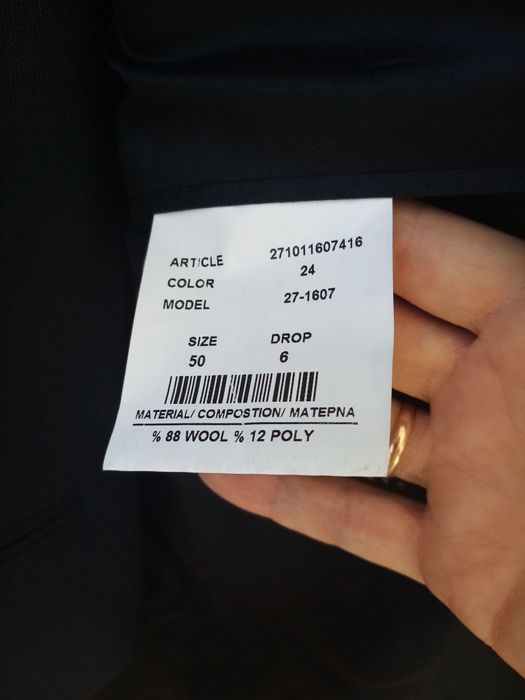 ARTICLE 271011607416
COLOR 24
MODEL 27-1607
SIZE DROP
50 6
MATERIAL/ COMPOSTION/ MATEPNA
% 88 WOOL % 12 POLY